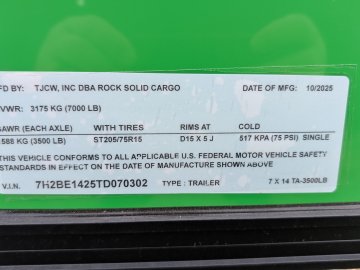 FD BY: TJCW, INC DBA ROCK SOLID CARGO DATE OF MFD: 10/2025
VWR: 3175 KG (7000 LB)
GAWR (EACH AXLE) WITH TIRES RIMS AT COLD
588 KG (3500 LB) ST205/75R15 D15 X 5 J 517 KPA (75 PSI) SINGLE
THIS VEHICLE CONFORMS TO ALL APPLICABLE U.S. FEDERAL MOTOR VEHICLE SAFETY
STANDARDS IN EFFECT ON THE DATE OF MANUFACTURE SHOWN ABOVE
V.I.N. 7H2BE1425TD070302 TYPE : TRAILER 7 X 14 TA-3500LB